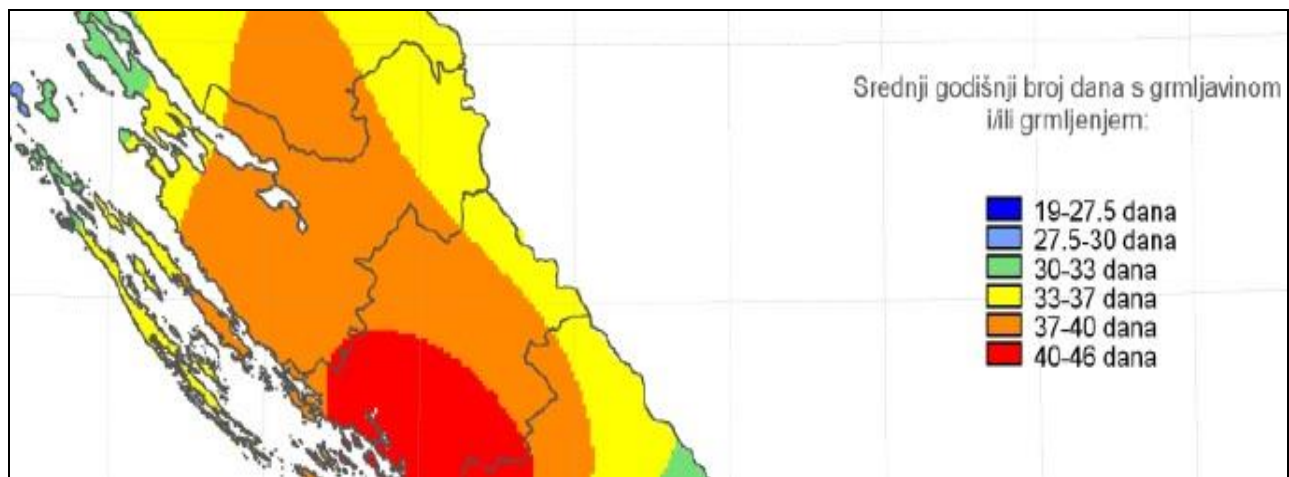 Srednji godišnji broj dana s grmljavinom
i/ili grmljenjem:
19-27.5 dana
27.5-30 dana
30-33 dana
33-37 dana
37-40 dana
40-46 dana